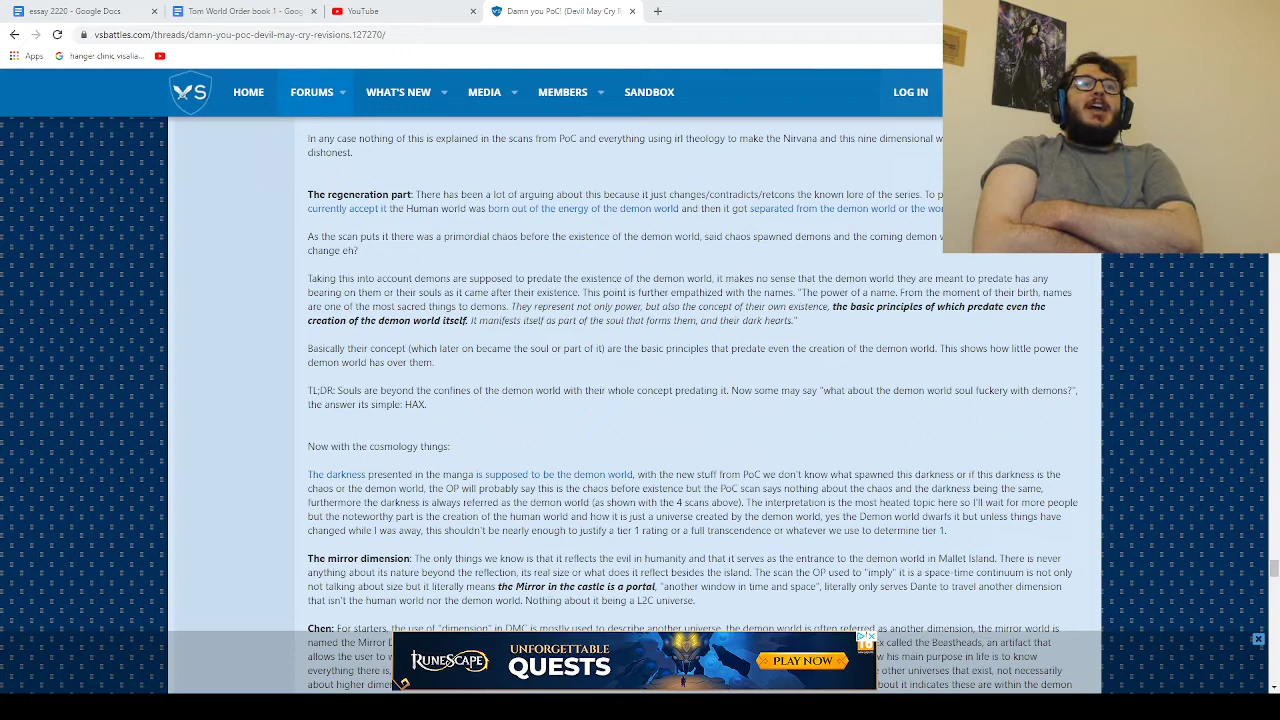 essay 2220 - Google Docs
Tom World Order book 1 - Googl
YouTube
Damn you PoC! (Devil May Cry R
vsbattles.com/threads/damn-you-poc-devil-may-cry-revisions.127270/
Apps
hanger clinic visalia...
VS
HOME
FORUMS
WHAT'S NEW
MEDIA
MEMBERS
SANDBOX
LOG IN
In any case nothing of this is explained in the scans from PoC and everything using irl theology to make the Nirvana and this nine dimensional w
dishonest.
The regeneration part: There has been a lot of arguing about this because it just changes/contradicts/retcons the known lore of the series. To p
currently accept it the Human world was born out of the energy of the demon world and then it got separated from the demon world or the wor
As the scan puts it there was a primordial chaos before the existence of the demon world, said chaos spawned demons and the coming demon w
change eh?
Taking this into account demons are supposed to predate the existence of the demon world, it makes no sense that the demon world they are meant to predate has any
bearing on them or their souls as it came after their existence. This point is further empathized with the names. "The power of a name. From the moment of their birth, names
are one of the most sacred things to demons. They represent not only power, but also the concept of their own existence, the basic principles of which predate even the
creation of the demon world itself. It manifests itself as part of the soul that forms them, and their dark hearts."
Basically their concept (which later on became the soul or part of it) are the basic principles that predate even the creation of the demon world. This shows how little power the
demon world has over them.
TL;DR: Souls are beyond the confines of the demon world with their whole concept predating it. Now some may say "what about the demon world soul fuckery with demons?",
the answer its simple: HAX.
Now with the cosmology things:
The darkness presented in the manga is suposed to be the demon world, with the new stuff from PoC we don't know what spawned this darkness or if this darkness is the
chaos or the demon world, the OP will probably say this is the chaos before existence but the PoC scan says nothing about the chaos and the darkness being the same,
furthermore the darkness is always referred as the demon world (as shown with the 4 scans above). The interpretation is the most heated topic here so I'll wait for more people
but the noteworthy part is the creation of the human world and how it is just a universe created by the demon world, yes the Demon world dwarfs it but unless things have
changed while I was away, this shouldn't be nearly enough to justify a tier 1 rating or a full transcendence or whatever we use to determine tier 1.
The mirror dimension: The only things we know is that it reflects the evil in humanity and that it serves as the entrance to the demon world in Mallet Island. There is never
anything about its nature beyond the reflection, its real size or what does it reflect besides the island. The scan the OP used to "imply" it is a space-time continuum is not only
not talking about size but it literally means the Mirror in the castle is a portal, "another window in time and space", literally only serves Dante to travel another dimension
that isn't the human world nor the demon world. Nothing about it being a L2C universe.
Chen: For starters, the use of "dimension" in DMC is mostly used to describe another universe, the demon world is often referred as another dimension, the mirror world is
named the Mirror D
x called the Beastheads, an artifact
that allows the user to
his main purpose in life is to know
everything there is,
other universes that exist, not necessarily
about higher dime
bout, it indicates these are within the demon
RUNESCAPE
UNFORGETTABLE
QUESTS
PLAY NOW